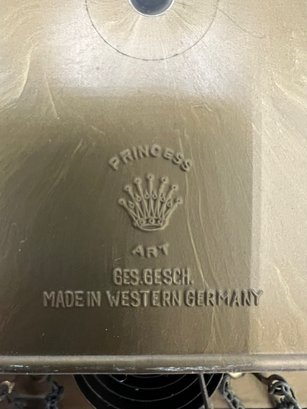 PRINCESS
ART
GES.GESCH.
MADE IN WESTERN GERMANY